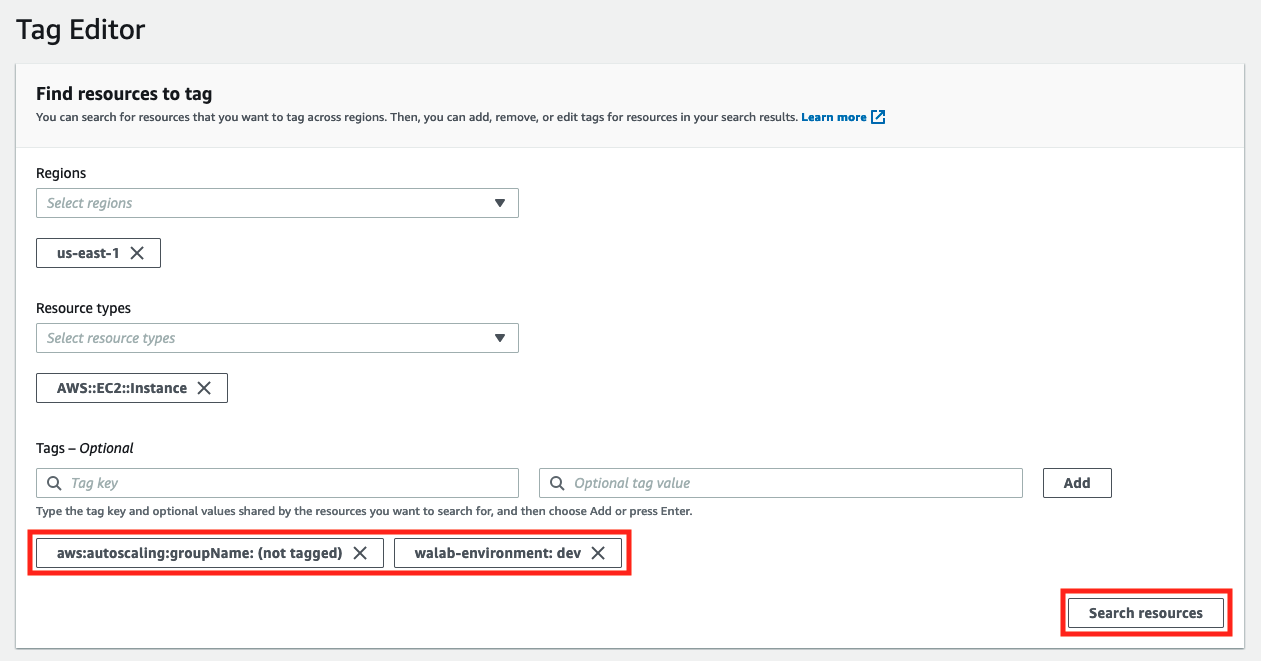 Tag Editor
Find resources to tag
You can search for resources that you want to tag across regions. Then, you can add, remove, or edit tags for resources in your search results. Learn more
Regions
Select regions
us-east-1
Resource types
Select resource types
AWS::EC2::Instance
Tags – Optional
Tag key Optional tag value Add
Type the tag key and optional values shared by the resources you want to search for, and then choose Add or press Enter.
aws:autoscaling:groupName: (not tagged) walab-environment: dev
Search resources